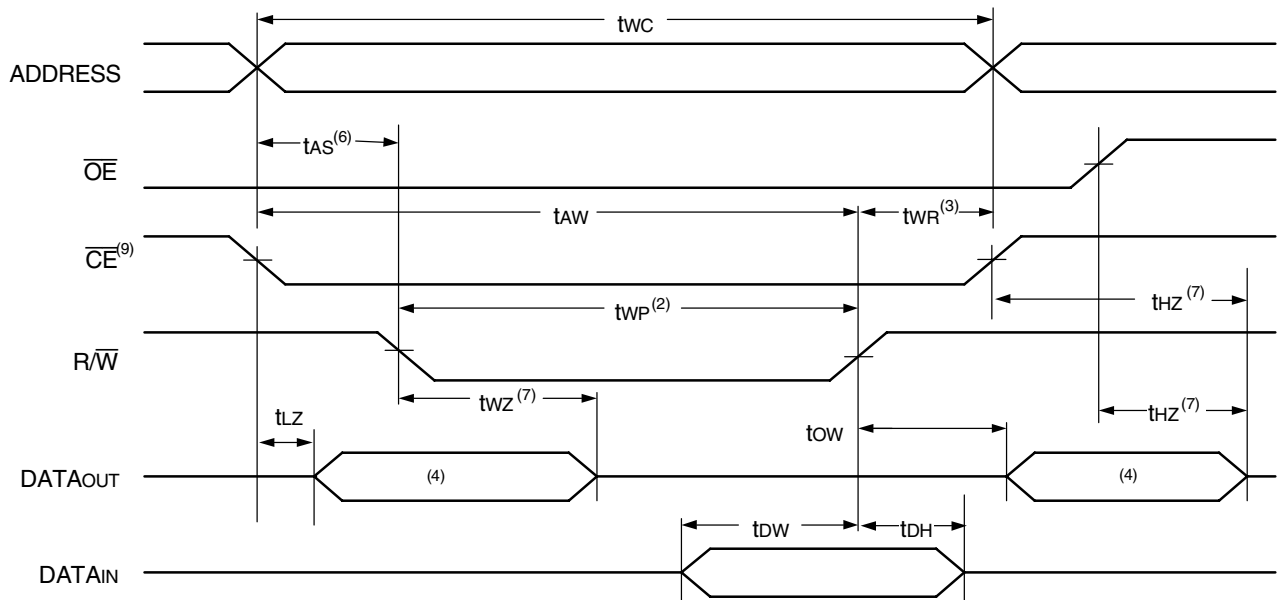 tWC
ADDRESS
tAS(6)
OE
tAW
tWR(3)
CE(9)
tWP(2)
tHZ(7)
R/W
tWZ(7)
tLZ
tOW
tHZ(7)
DATAOUT
(4)
(4)
tDW
tDH
DATAIN